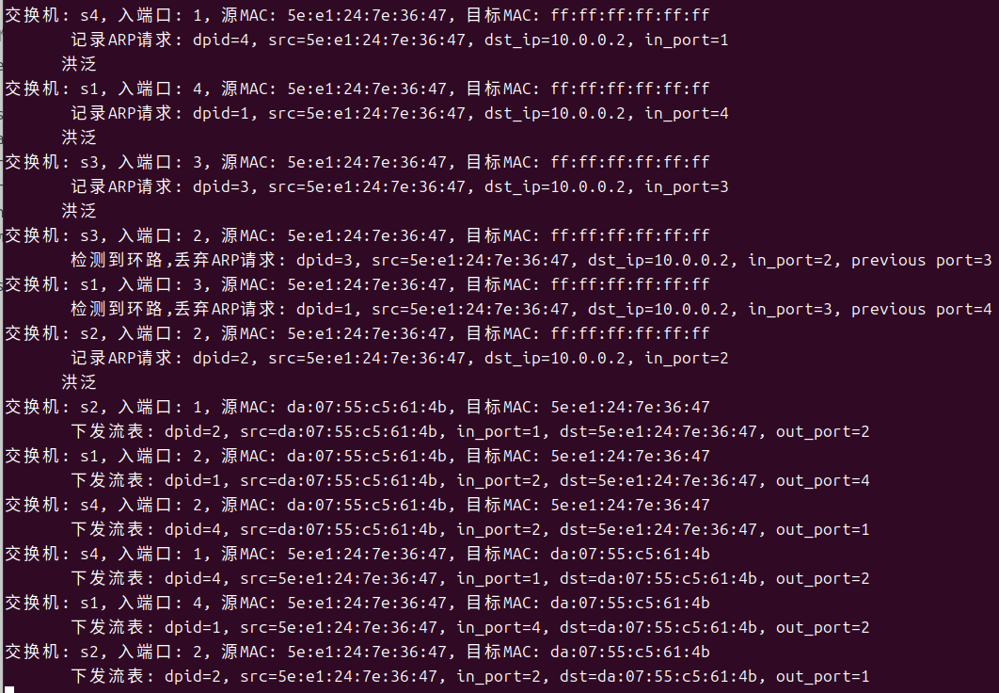 交换机: s4, 入端口: 1, 源MAC: 5e:e1:24:7e:36:47, 目标MAC: ff:ff:ff:ff:ff:ff
记录ARP请求: dpid=4, src=5e:e1:24:7e:36:47, dst_ip=10.0.0.2, in_port=1
洪泛
交换机: s1, 入端口: 4, 源MAC: 5e:e1:24:7e:36:47, 目标MAC: ff:ff:ff:ff:ff:ff
记录ARP请求: dpid=1, src=5e:e1:24:7e:36:47, dst_ip=10.0.0.2, in_port=4
洪泛
交换机: s3, 入端口: 3, 源MAC: 5e:e1:24:7e:36:47, 目标MAC: ff:ff:ff:ff:ff:ff
记录ARP请求: dpid=3, src=5e:e1:24:7e:36:47, dst_ip=10.0.0.2, in_port=3
洪泛
交换机: s3, 入端口: 2, 源MAC: 5e:e1:24:7e:36:47, 目标MAC: ff:ff:ff:ff:ff:ff
检测到环路,丢弃ARP请求: dpid=3, src=5e:e1:24:7e:36:47, dst_ip=10.0.0.2, in_port=2, previous port=3
交换机: s1, 入端口: 3, 源MAC: 5e:e1:24:7e:36:47, 目标MAC: ff:ff:ff:ff:ff:ff
检测到环路,丢弃ARP请求: dpid=1, src=5e:e1:24:7e:36:47, dst_ip=10.0.0.2, in_port=3, previous port=4
交换机: s2, 入端口: 2, 源MAC: 5e:e1:24:7e:36:47, 目标MAC: ff:ff:ff:ff:ff:ff
记录ARP请求: dpid=2, src=5e:e1:24:7e:36:47, dst_ip=10.0.0.2, in_port=2
洪泛
交换机: s2, 入端口: 1, 源MAC: da:07:55:c5:61:4b, 目标MAC: 5e:e1:24:7e:36:47
下发流表: dpid=2, src=da:07:55:c5:61:4b, in_port=1, dst=5e:e1:24:7e:36:47, out_port=2
交换机: s1, 入端口: 2, 源MAC: da:07:55:c5:61:4b, 目标MAC: 5e:e1:24:7e:36:47
下发流表: dpid=1, src=da:07:55:c5:61:4b, in_port=2, dst=5e:e1:24:7e:36:47, out_port=4
交换机: s4, 入端口: 2, 源MAC: da:07:55:c5:61:4b, 目标MAC: 5e:e1:24:7e:36:47
下发流表: dpid=4, src=da:07:55:c5:61:4b, in_port=2, dst=5e:e1:24:7e:36:47, out_port=1
交换机: s4, 入端口: 1, 源MAC: 5e:e1:24:7e:36:47, 目标MAC: da:07:55:c5:61:4b
下发流表: dpid=4, src=5e:e1:24:7e:36:47, in_port=1, dst=da:07:55:c5:61:4b, out_port=2
交换机: s1, 入端口: 4, 源MAC: 5e:e1:24:7e:36:47, 目标MAC: da:07:55:c5:61:4b
下发流表: dpid=1, src=5e:e1:24:7e:36:47, in_port=4, dst=da:07:55:c5:61:4b, out_port=2
交换机: s2, 入端口: 2, 源MAC: 5e:e1:24:7e:36:47, 目标MAC: da:07:55:c5:61:4b
下发流表: dpid=2, src=5e:e1:24:7e:36:47, in_port=2, dst=da:07:55:c5:61:4b, out_port=1